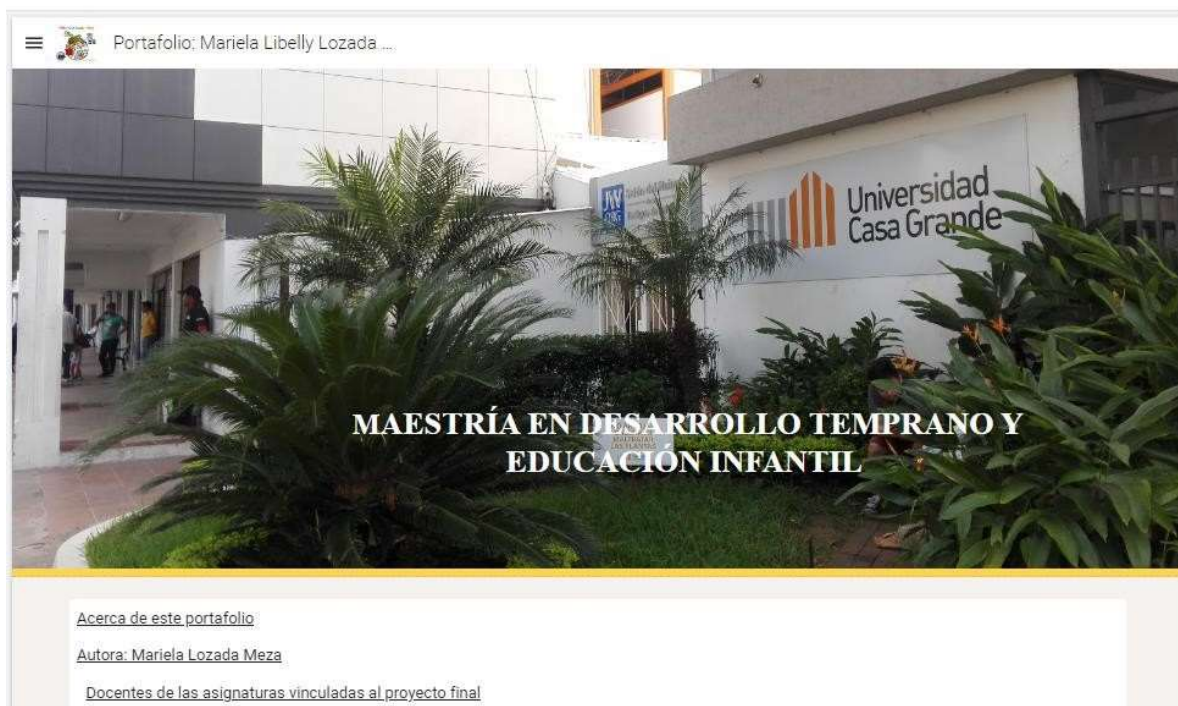 Portafolio: Mariela Libelly Lozada ...
Universidad
Casa Grande
MAESTRÍA EN DESARROLLO TEMPRANO Y
EDUCACIÓN INFANTIL
Acerca de este portafolio
Autora: Mariela Lozada Meza
Docentes de las asignaturas vinculadas al proyecto final